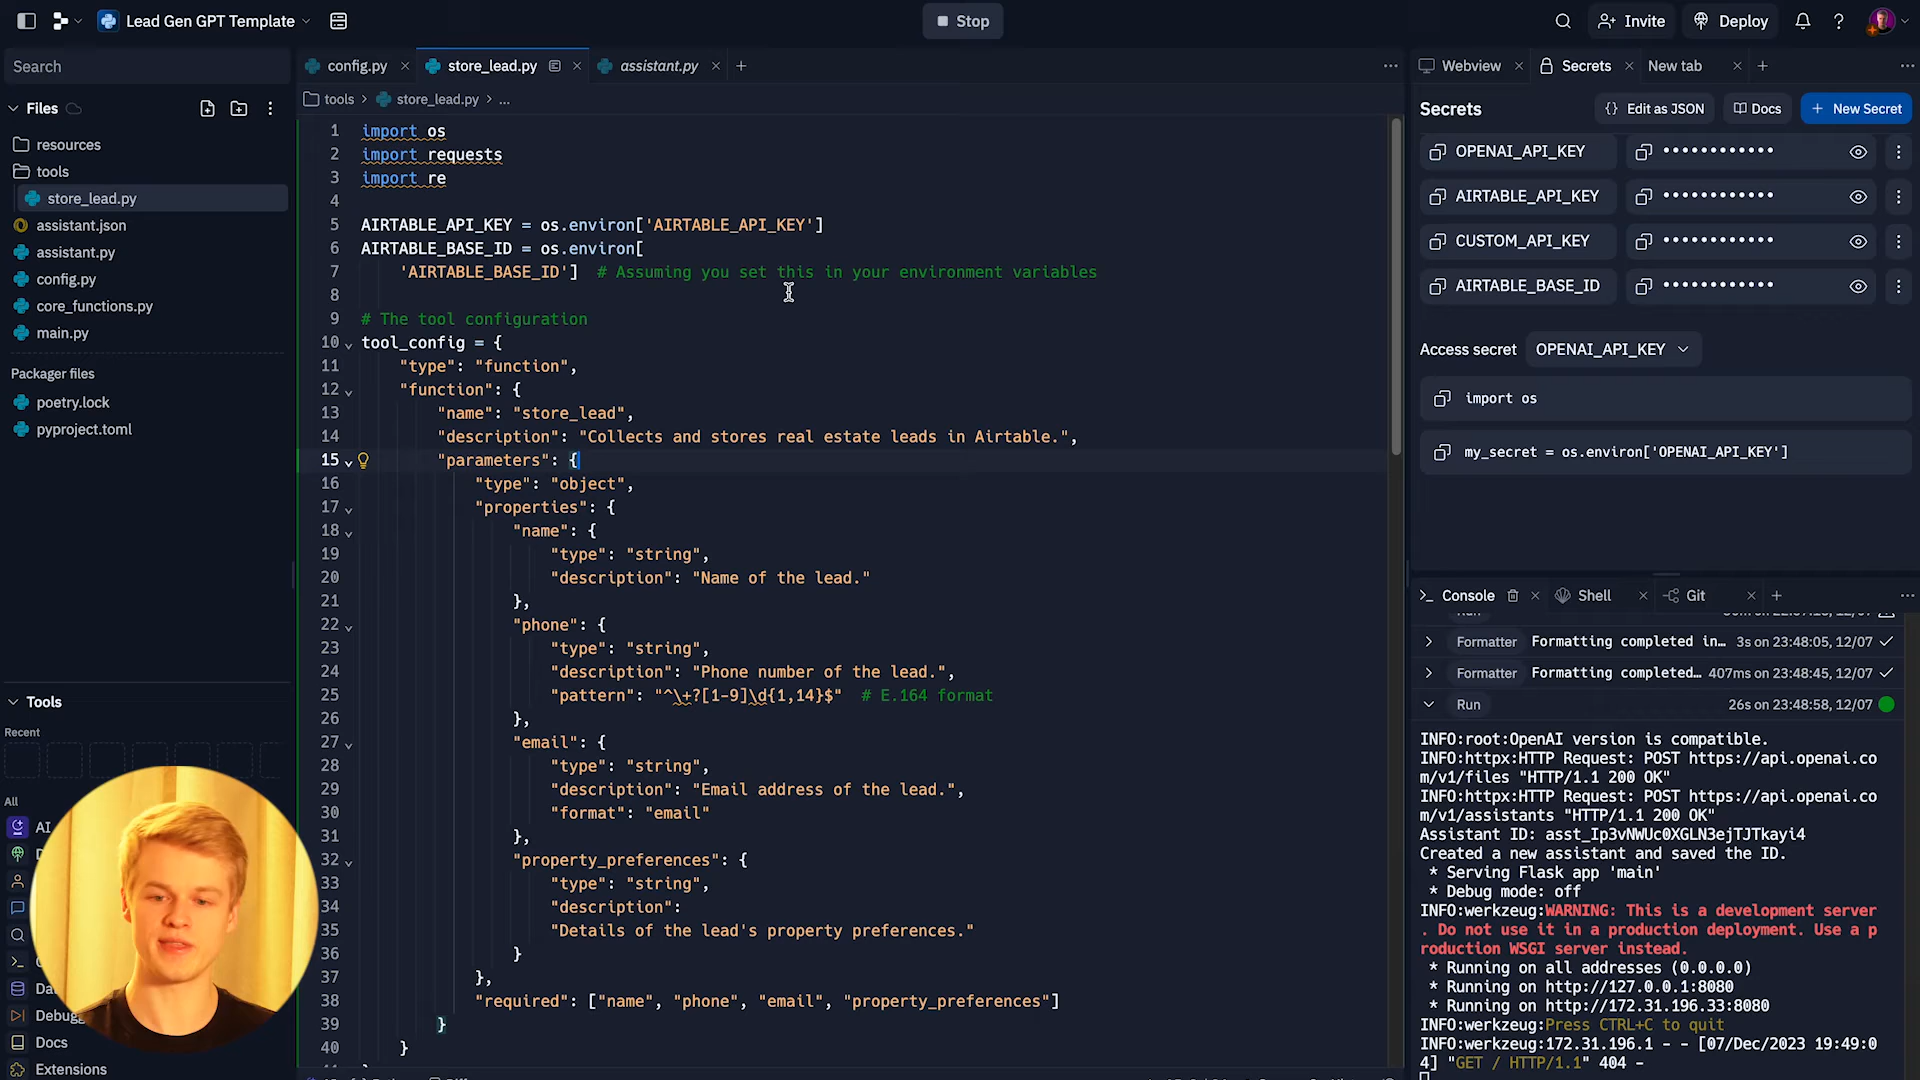 Lead Gen GPT Template
Stop
Invite
Deploy
Search
Files
resources
tools
store_lead.py
assistant.json
assistant.py
config.py
core_functions.py
main.py
Packager files
poetry.lock
pyproject.toml
Tools
Recent
All
AI
Debugg
Docs
Extensions
config.py
store_lead.py
assistant.py
tools > store_lead.py > ...
1 import os
2 import requests
3 import re
4
5 AIRTABLE_API_KEY = os.environ['AIRTABLE_API_KEY']
6 AIRTABLE_BASE_ID = os.environ[
7 'AIRTABLE_BASE_ID'] # Assuming you set this in your environment variables
8
9 # The tool configuration
10 tool_config = {
11 "type": "function",
12 "function": {
13 "name": "store_lead",
14 "description": "Collects and stores real estate leads in Airtable.",
15 "parameters": {
16 "type": "object",
17 "properties": {
18 "name": {
19 "type": "string",
20 "description": "Name of the lead."
21 },
22 "phone": {
23 "type": "string",
24 "description": "Phone number of the lead.",
25 "pattern": "^\+?[1-9]\d{1,14}$" # E.164 format
26 },
27 "email": {
28 "type": "string",
29 "description": "Email address of the lead.",
30 "format": "email"
31 },
32 "property_preferences": {
33 "type": "string",
34 "description":
35 "Details of the lead's property preferences."
36 }
37 },
38 "required": ["name", "phone", "email", "property_preferences"]
39 }
40 }
Webview
Secrets
New tab
Secrets
{} Edit as JSON
Docs
+ New Secret
OPENAI_API_KEY ••••••••••••
AIRTABLE_API_KEY ••••••••••••
CUSTOM_API_KEY ••••••••••••
AIRTABLE_BASE_ID ••••••••••••
Access secret OPENAI_API_KEY
import os
my_secret = os.environ['OPENAI_API_KEY']
Console
Shell
Git
Formatter Formatting completed in… 3s on 23:48:05, 12/07
Formatter Formatting completed… 407ms on 23:48:45, 12/07
Run 26s on 23:48:58, 12/07
INFO:root:OpenAI version is compatible.
INFO:httpx:HTTP Request: POST https://api.openai.co
m/v1/files "HTTP/1.1 200 OK"
INFO:httpx:HTTP Request: POST https://api.openai.co
m/v1/assistants "HTTP/1.1 200 OK"
Assistant ID: asst_Ip3vNWUc0XGLN3ejTJTkayi4
Created a new assistant and saved the ID.
* Serving Flask app 'main'
* Debug mode: off
INFO:werkzeug:WARNING: This is a development server
. Do not use it in a production deployment. Use a p
roduction WSGI server instead.
* Running on all addresses (0.0.0.0)
* Running on http://127.0.0.1:8080
* Running on http://172.31.196.33:8080
INFO:werkzeug:Press CTRL+C to quit
INFO:werkzeug:172.31.196.1 - - [07/Dec/2023 19:49:0
4] "GET / HTTP/1.1" 404 -